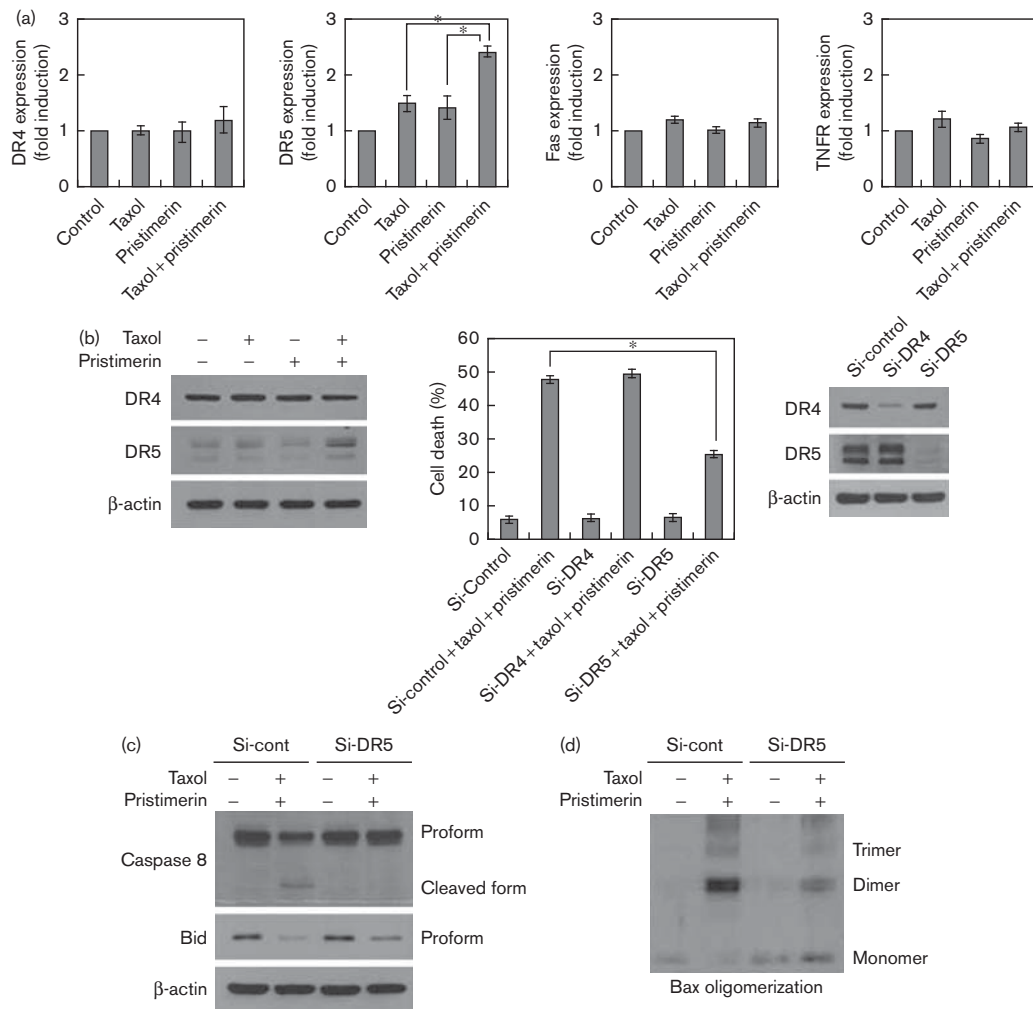 (a)
3
2
1
0
DR4 expression
(fold induction)
Control
Taxol
Pristimerin
Taxol + pristimerin
3
2
1
0
DR5 expression
(fold induction)
*
*
Control
Taxol
Pristimerin
Taxol + pristimerin
3
2
1
0
Fas expression
(fold induction)
Control
Taxol
Pristimerin
Taxol + pristimerin
3
2
1
0
TNFR expression
(fold induction)
Control
Taxol
Pristimerin
Taxol + pristimerin
(b)
Taxol – + – +
Pristimerin – – + +
DR4
DR5
β-actin
60
50
40
30
20
10
0
Cell death (%)
*
Si-Control
Si-control + taxol + pristimerin
Si-DR4
Si-DR4 + taxol + pristimerin
Si-DR5
Si-DR5 + taxol + pristimerin
Si-control
Si-DR4
Si-DR5
DR4
DR5
β-actin
(c)
Si-cont Si-DR5
Taxol – + – +
Pristimerin – + – +
Caspase 8
Proform
Cleaved form
Bid Proform
β-actin
(d)
Si-cont Si-DR5
Taxol – + – +
Pristimerin – + – +
Trimer
Dimer
Monomer
Bax oligomerization